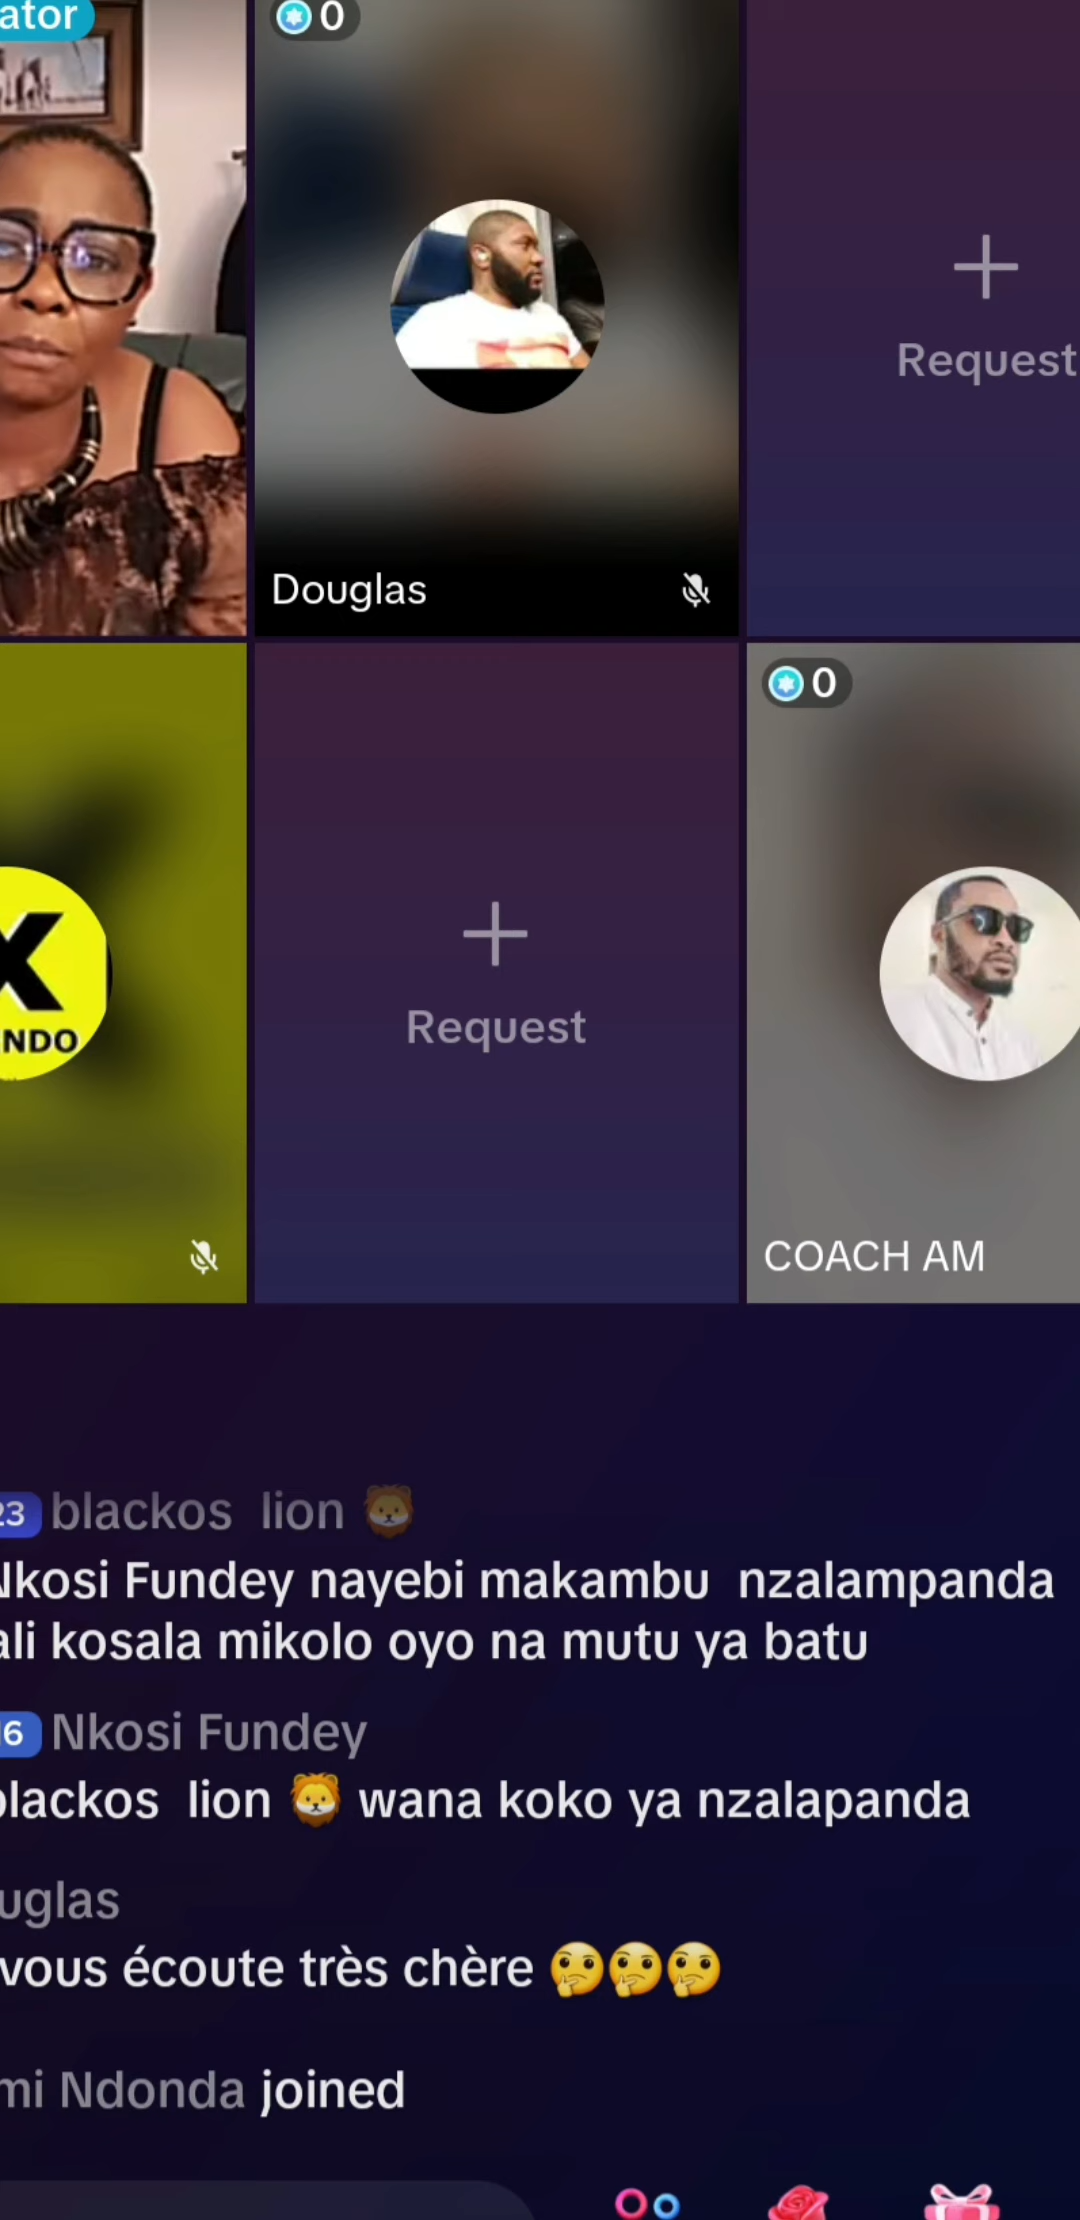 ator
0
Request
Douglas
0
X
NDO
Request
COACH AM
23 blackos lion 🦁
Nkosi Fundey nayebi makambu nzalampanda
ali kosala mikolo oyo na mutu ya batu
16 Nkosi Fundey
blackos lion 🦁 wana koko ya nzalapanda
uglas
vous écoute très chère 🤔🤔🤔
mi Ndonda joined